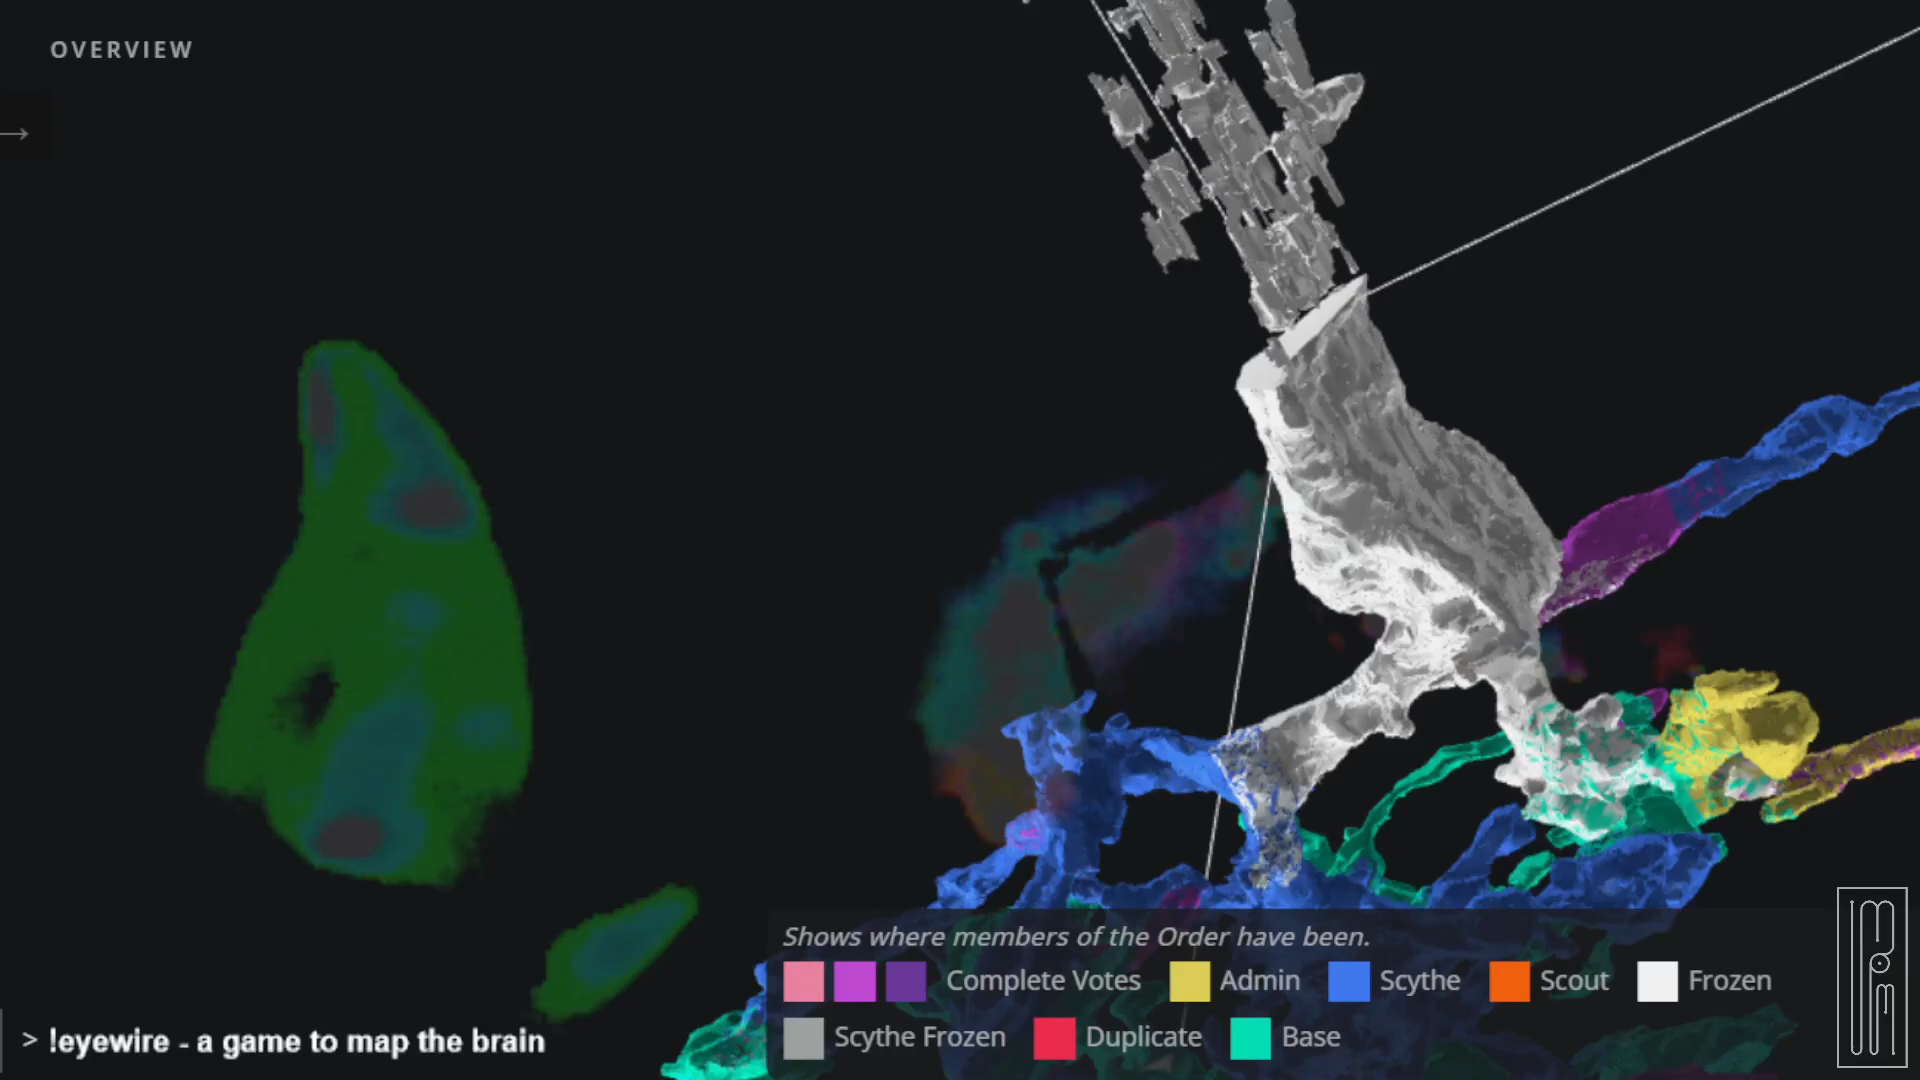 OVERVIEW
→
Shows where members of the Order have been.
Complete Votes Admin Scythe Scout Frozen
Scythe Frozen Duplicate Base
> !eyewire - a game to map the brain